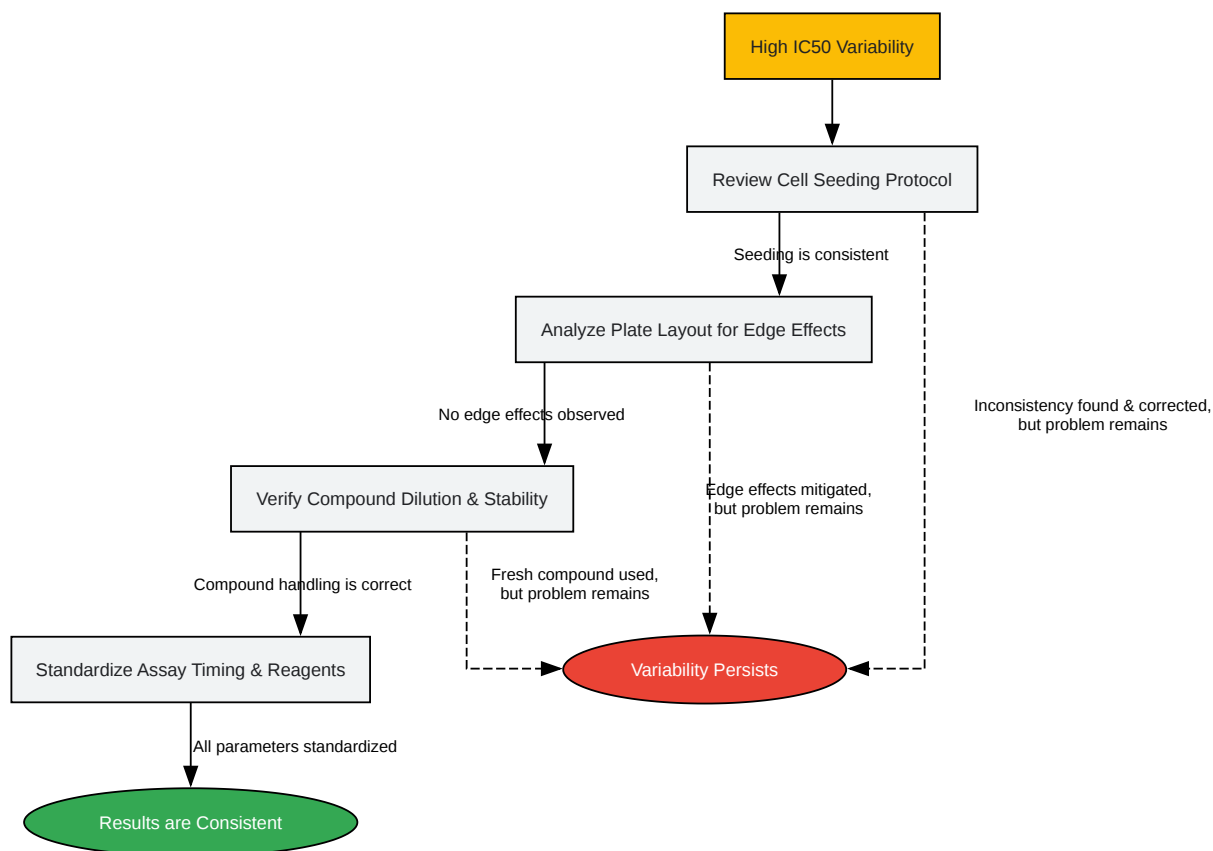 High IC50 Variability
Review Cell Seeding Protocol
Seeding is consistent
Analyze Plate Layout for Edge Effects
Inconsistency found & corrected,
but problem remains
No edge effects observed
Edge effects mitigated,
but problem remains
Verify Compound Dilution & Stability
Fresh compound used,
but problem remains
Compound handling is correct
Standardize Assay Timing & Reagents
Variability Persists
All parameters standardized
Results are Consistent